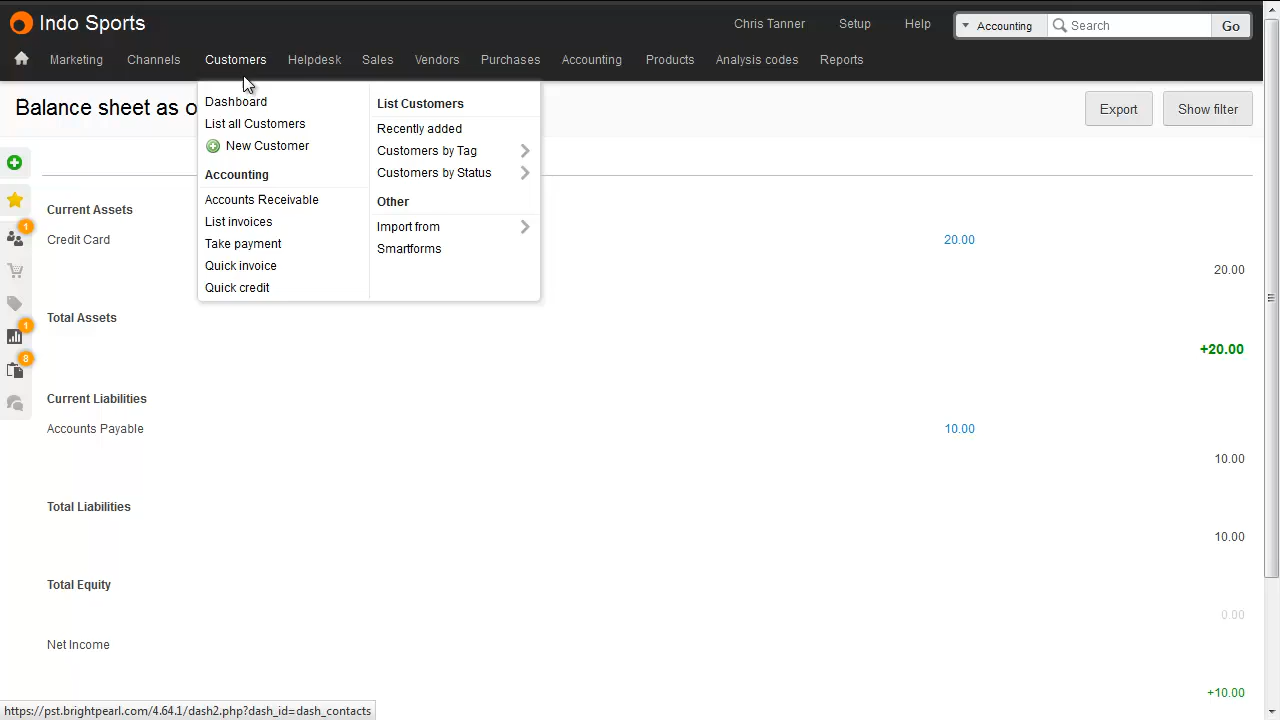 Indo Sports
Chris Tanner Setup Help Accounting Search Go
Marketing Channels Customers Helpdesk Sales Vendors Purchases Accounting Products Analysis codes Reports
Balance sheet as o
Export Show filter
Dashboard
List all Customers
New Customer
Accounting
Accounts Receivable
List invoices
Take payment
Quick invoice
Quick credit
List Customers
Recently added
Customers by Tag
Customers by Status
Other
Import from
Smartforms
1
1
8
Current Assets
Credit Card 20.00
20.00
Total Assets
+20.00
Current Liabilities
Accounts Payable 10.00
10.00
Total Liabilities
10.00
Total Equity
0.00
Net Income
+10.00
https://pst.brightpearl.com/4.64.1/dash2.php?dash_id=dash_contacts